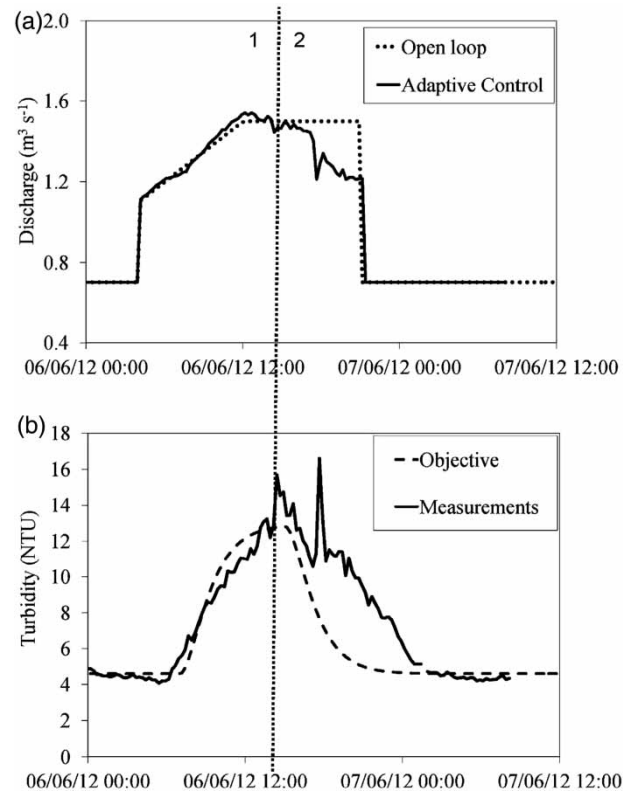 (a)
2.0
1.6
1.2
0.8
0.4
Discharge (m³ s⁻¹)
1 2
Open loop
Adaptive Control
06/06/12 00:00 06/06/12 12:00 07/06/12 00:00 07/06/12 12:00
(b)
18
16
14
12
10
8
6
4
2
0
Turbidity (NTU)
Objective
Measurements
06/06/12 00:00 06/06/12 12:00 07/06/12 00:00 07/06/12 12:00